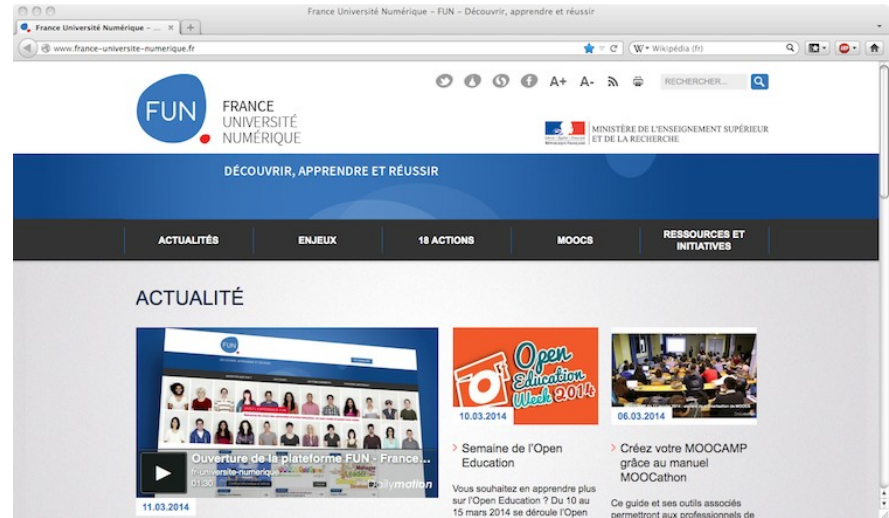 France Université Numérique – FUN – Découvrir, apprendre et réussir
France Université Numérique – ...
www.france-universite-numerique.fr
Wikipédia (fr)
A+ A-
RECHERCHER...
FUN
FRANCE
UNIVERSITÉ
NUMÉRIQUE
MINISTÈRE DE L'ENSEIGNEMENT SUPÉRIEUR
ET DE LA RECHERCHE
DÉCOUVRIR, APPRENDRE ET RÉUSSIR
ACTUALITÉS
ENJEUX
18 ACTIONS
MOOCS
RESSOURCES ET
INITIATIVES
ACTUALITÉ
FUN
Ouverture de la plateforme FUN - France...
fr-universite-numerique
01:30
Dailymotion
11.03.2014
Open
Education
Week 2014
10.03.2014
Semaine de l'Open
Education
Vous souhaitez en apprendre plus
sur l'Open Education ? Du 10 au
15 mars 2014 se déroule l'Open
06.03.2014
Créez votre MOOCAMP
grâce au manuel
MOOCathon
Ce guide et ses outils associés
permettront aux professionnels de